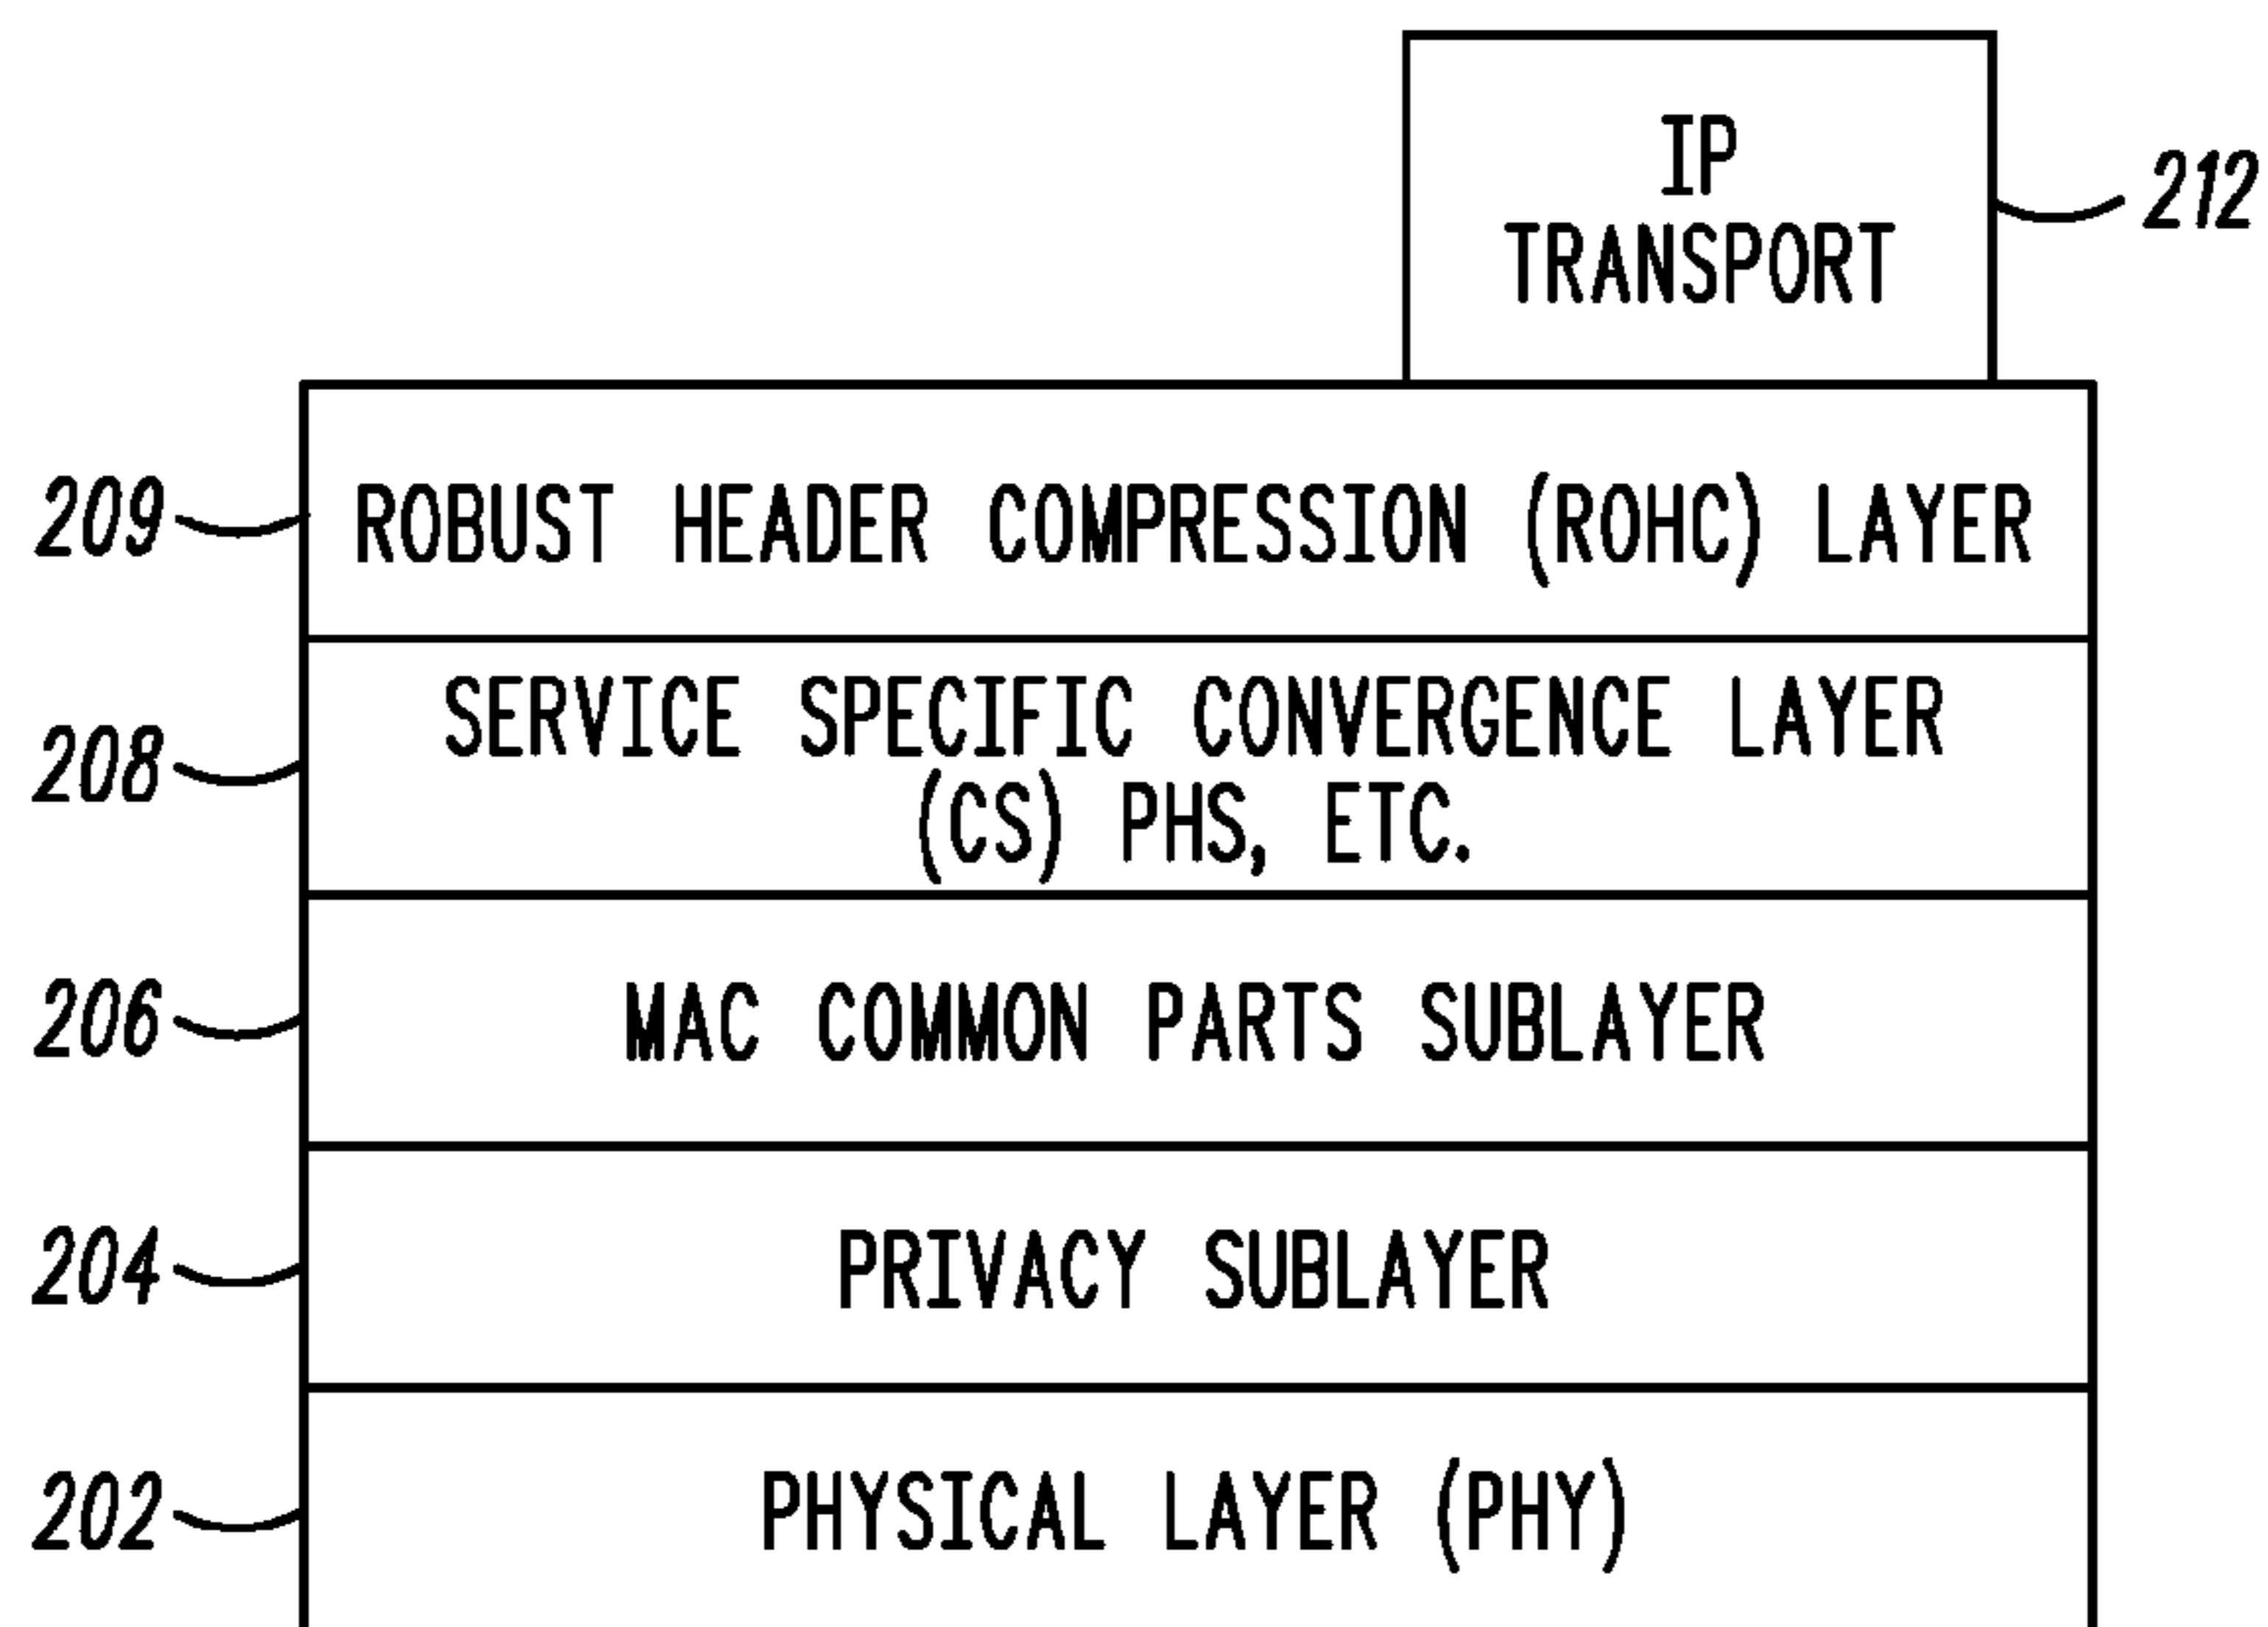 IP
TRANSPORT
212
209
ROBUST HEADER COMPRESSION (ROHC) LAYER
208
SERVICE SPECIFIC CONVERGENCE LAYER
(CS) PHS, ETC.
206
MAC COMMON PARTS SUBLAYER
204
PRIVACY SUBLAYER
202
PHYSICAL LAYER (PHY)